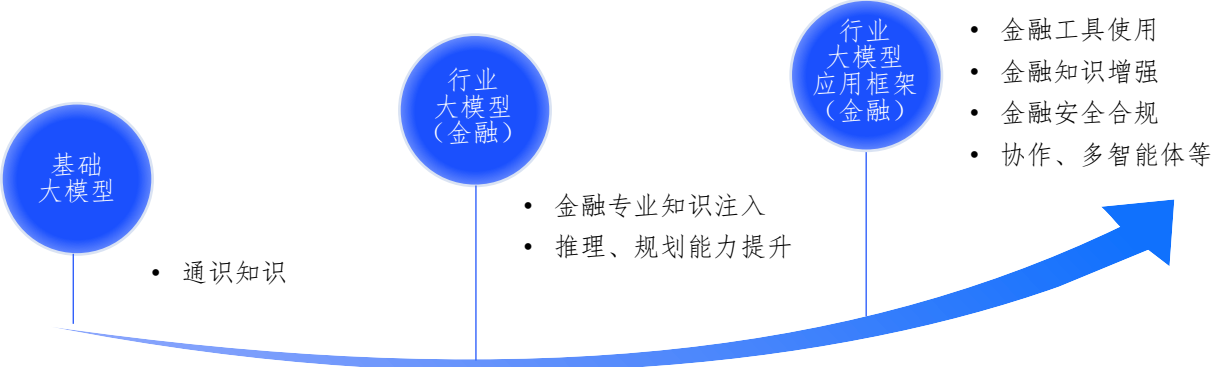 基础
大模型
• 通识知识
行业
大模型
（金融）
• 金融专业知识注入
• 推理、规划能力提升
行业
大模型
应用框架
（金融）
• 金融工具使用
• 金融知识增强
• 金融安全合规
• 协作、多智能体等